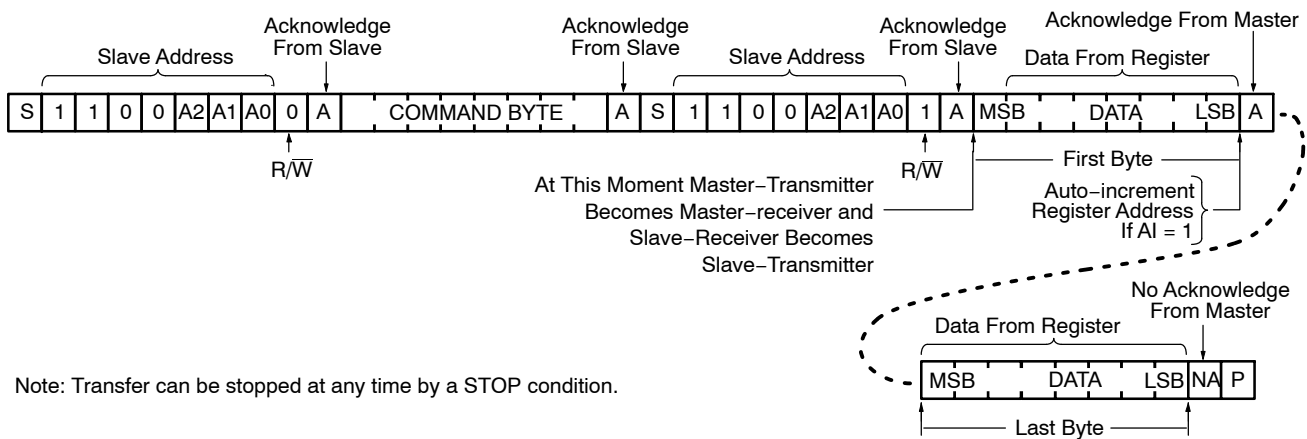 Acknowledge From Slave
Acknowledge From Slave
Acknowledge From Slave
Acknowledge From Master
Slave Address
Slave Address
Data From Register
S 1 1 0 0 A2 A1 A0 0 A COMMAND BYTE A S 1 1 0 0 A2 A1 A0 1 A MSB DATA LSB A
R/W̅
R/W̅
First Byte
At This Moment Master−Transmitter
Becomes Master−receiver and
Slave−Receiver Becomes
Slave−Transmitter
Auto−increment
Register Address
If AI = 1
No Acknowledge
From Master
Data From Register
MSB DATA LSB NA P
Last Byte
Note: Transfer can be stopped at any time by a STOP condition.